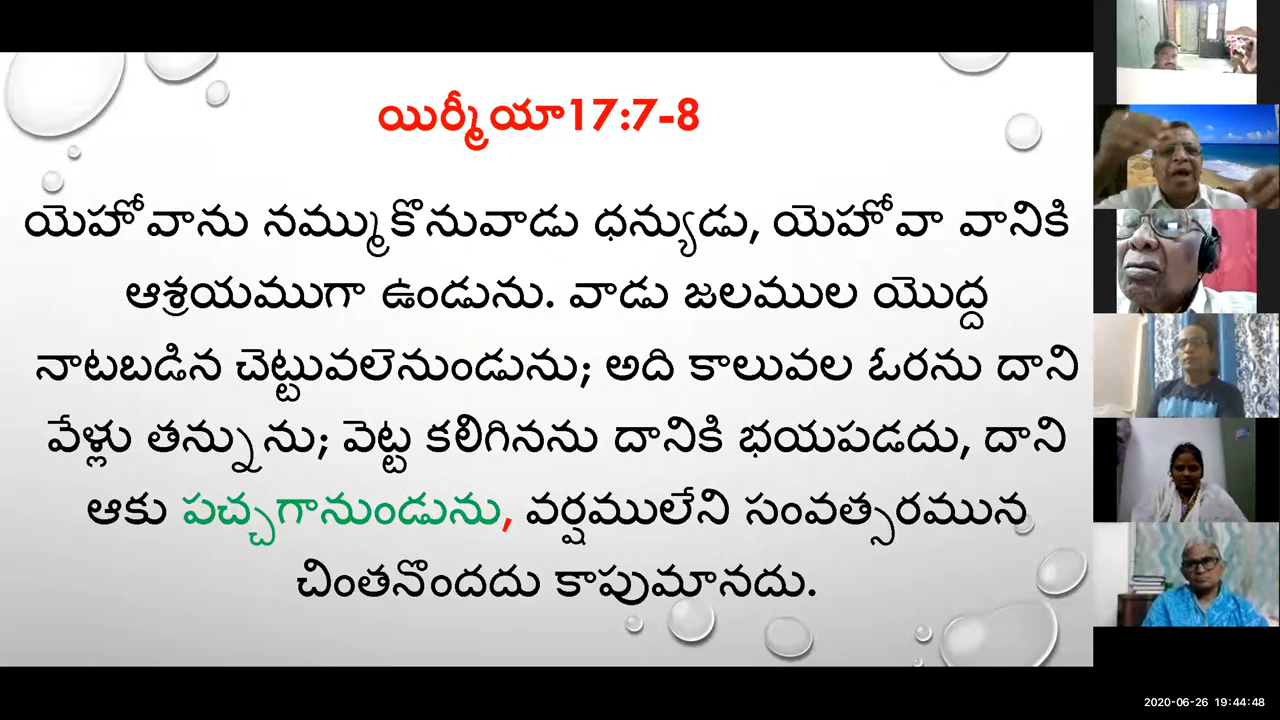 యిర్మీయా17:7-8
యెహోవాను నమ్ముకొనువాడు ధన్యుడు, యెహోవా వానికి
ఆశ్రయముగా ఉండును. వాడు జలముల యొద్ద
నాటబడిన చెట్టువలెనుండును; అది కాలువల ఓరను దాని
వేళ్లు తన్నును; వెట్ట కలిగినను దానికి భయపడదు, దాని
ఆకు పచ్చగానుండును, వర్షములేని సంవత్సరమున
చింతనొందదు కాపుమానదు.
2020-06-26 19:44:48